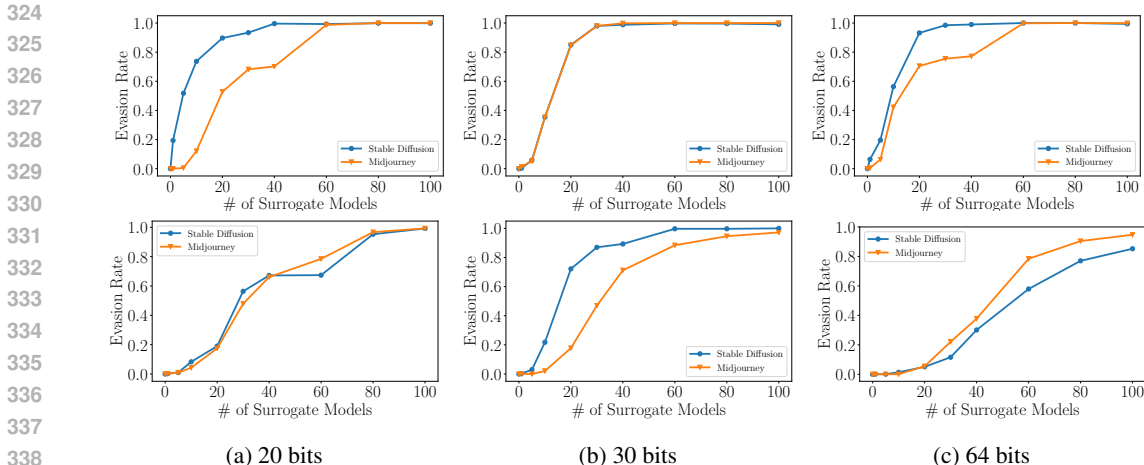 324
325
326
327
328
329
330
331
332
333
334
335
336
337
338
1.0
0.8
0.6
0.4
0.2
0.0
Evasion Rate
Stable Diffusion
Midjourney
0 20 40 60 80 100
# of Surrogate Models
1.0
0.8
0.6
0.4
0.2
0.0
Evasion Rate
Stable Diffusion
Midjourney
0 20 40 60 80 100
# of Surrogate Models
1.0
0.8
0.6
0.4
0.2
0.0
Evasion Rate
Stable Diffusion
Midjourney
0 20 40 60 80 100
# of Surrogate Models
1.0
0.8
0.6
0.4
0.2
0.0
Evasion Rate
Stable Diffusion
Midjourney
0 20 40 60 80 100
# of Surrogate Models
1.0
0.8
0.6
0.4
0.2
0.0
Evasion Rate
Stable Diffusion
Midjourney
0 20 40 60 80 100
# of Surrogate Models
1.0
0.8
0.6
0.4
0.2
0.0
Evasion Rate
Stable Diffusion
Midjourney
0 20 40 60 80 100
# of Surrogate Models
(a) 20 bits
(b) 30 bits
(c) 64 bits